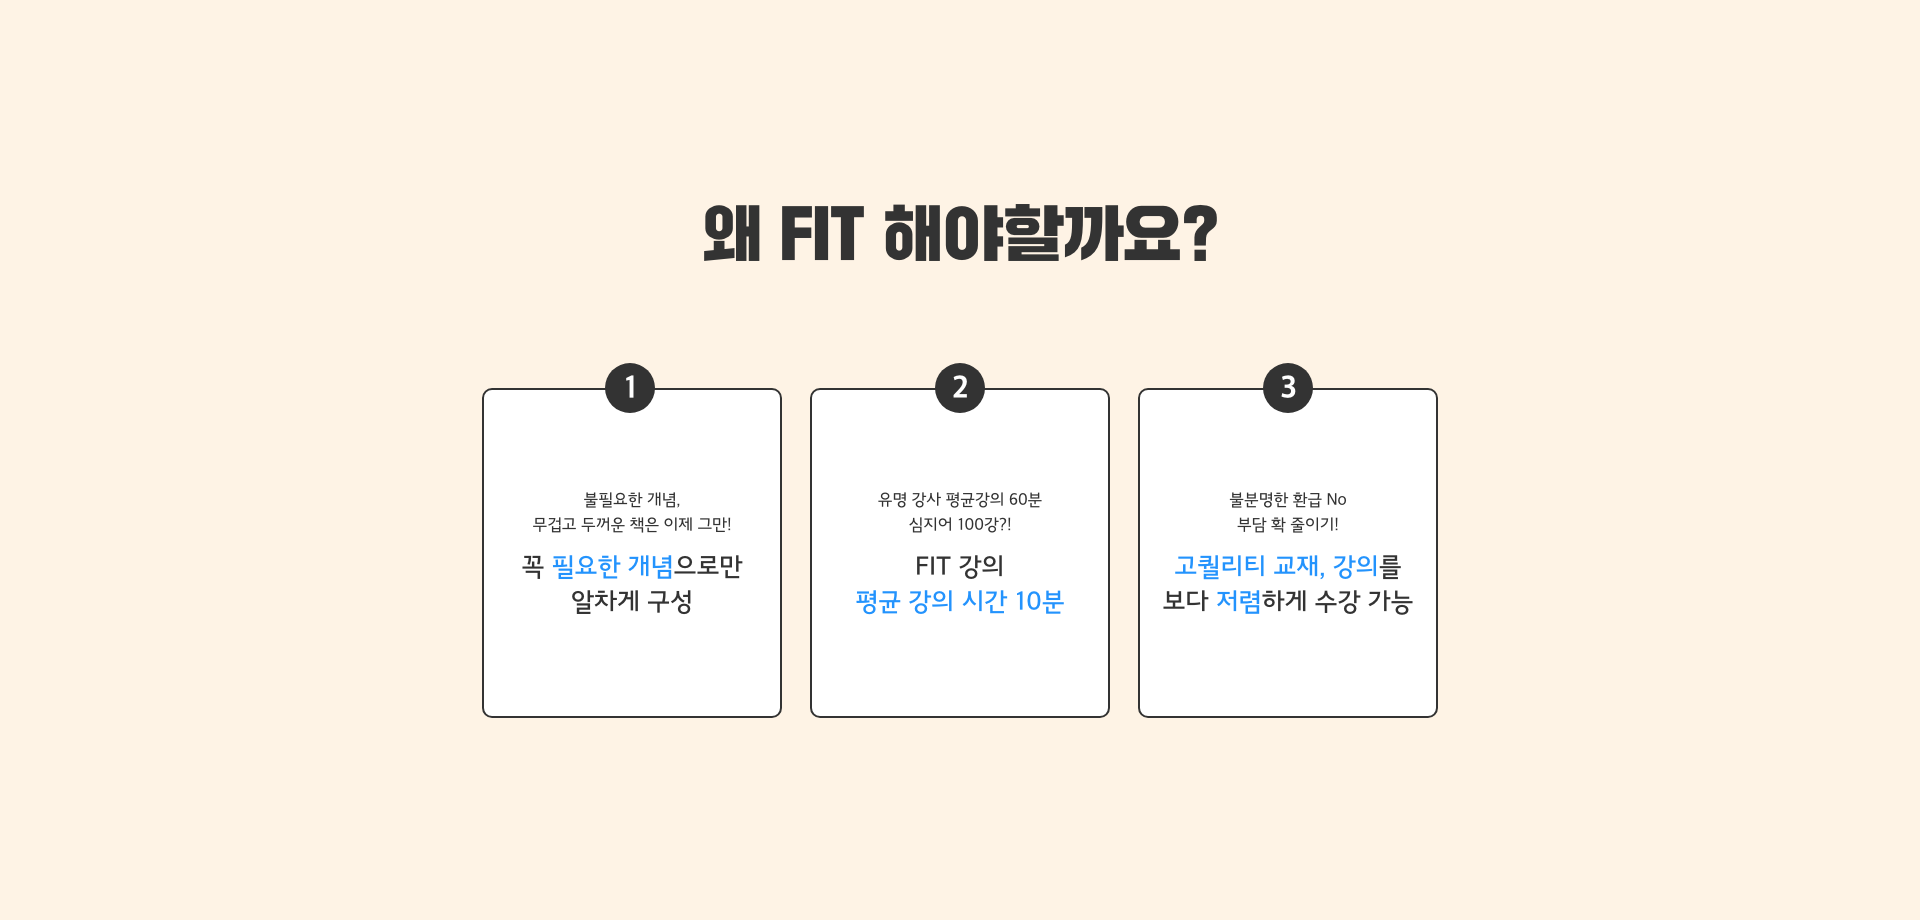 왜 FIT 해야할까요?
1
불필요한 개념,
무겁고 두꺼운 책은 이제 그만!
꼭 필요한 개념으로만
알차게 구성
2
유명 강사 평균강의 60분
심지어 100강?!
FIT 강의
평균 강의 시간 10분
3
불분명한 환급 No
부담 확 줄이기!
고퀄리티 교재, 강의를
보다 저렴하게 수강 가능